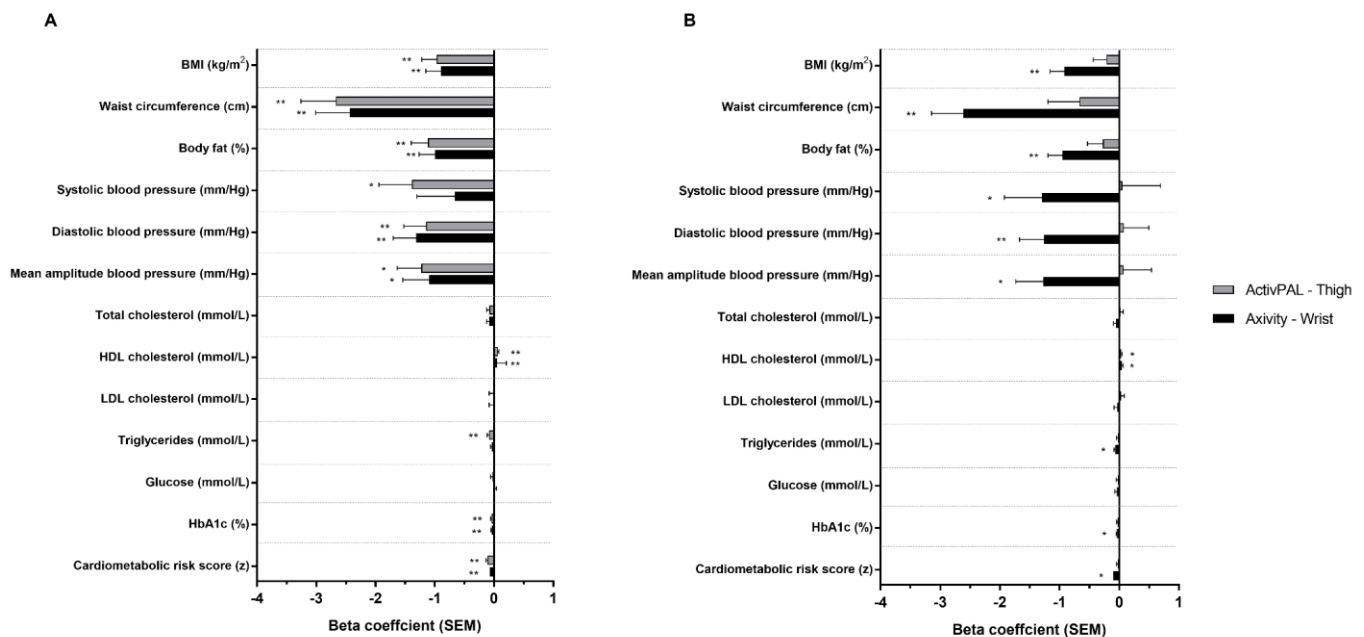 A
BMI (kg/m²)
**
**
Waist circumference (cm)
**
**
Body fat (%)
**
**
Systolic blood pressure (mm/Hg)
*
Diastolic blood pressure (mm/Hg)
**
**
Mean amplitude blood pressure (mm/Hg)
*
*
Total cholesterol (mmol/L)
HDL cholesterol (mmol/L)
**
**
LDL cholesterol (mmol/L)
Triglycerides (mmol/L)
**
Glucose (mmol/L)
HbA1c (%)
**
**
Cardiometabolic risk score (z)
**
**
-4 -3 -2 -1 0 1
Beta coeffcient (SEM)
B
BMI (kg/m²)
**
Waist circumference (cm)
**
Body fat (%)
**
Systolic blood pressure (mm/Hg)
*
Diastolic blood pressure (mm/Hg)
**
Mean amplitude blood pressure (mm/Hg)
*
Total cholesterol (mmol/L)
HDL cholesterol (mmol/L)
*
*
LDL cholesterol (mmol/L)
Triglycerides (mmol/L)
*
Glucose (mmol/L)
HbA1c (%)
*
Cardiometabolic risk score (z)
*
-4 -3 -2 -1 0 1
Beta coeffcient (SEM)
ActivPAL - Thigh
Axivity - Wrist